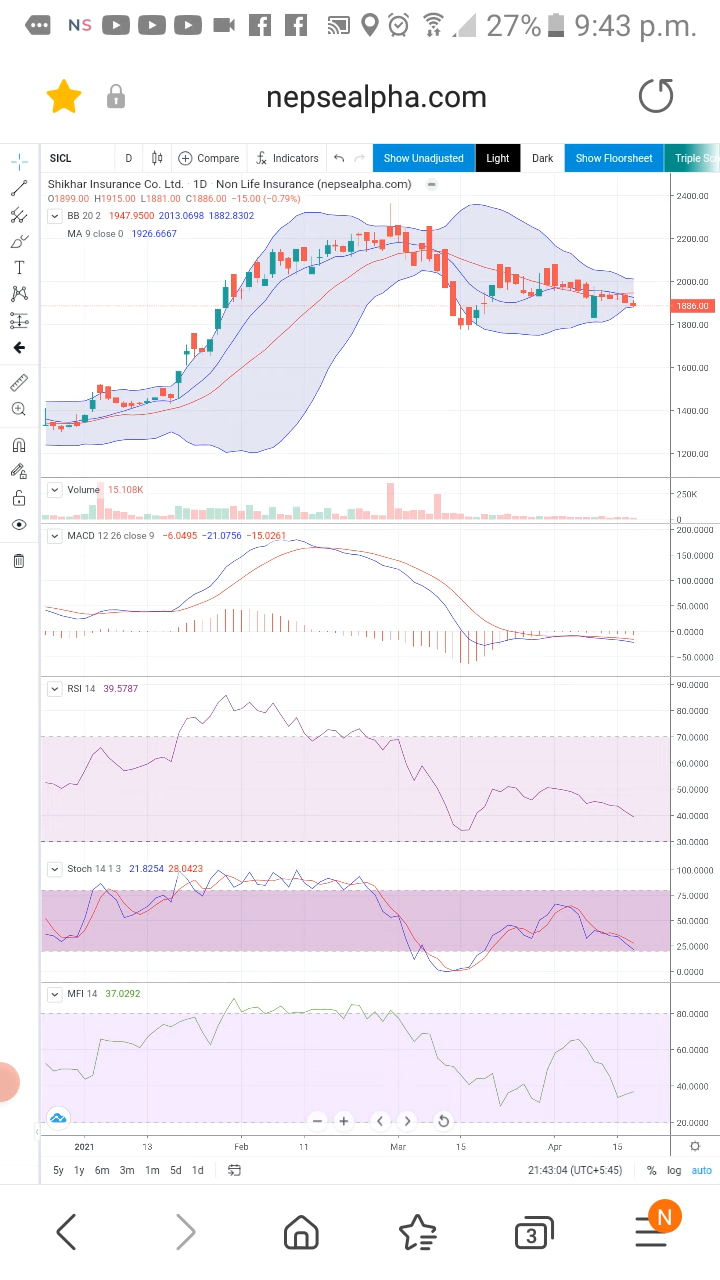 NS 27% 9:43 p.m.
nepsealpha.com
SICL D Compare Indicators Show Unadjusted Light Dark Show Floorsheet Triple Scr
Shikhar Insurance Co. Ltd. · 1D · Non Life Insurance (nepsealpha.com)
O1899.00 H1915.00 L1881.00 C1886.00 −15.00 (−0.79%)
BB 20 2 1947.9500 2013.0698 1882.8302
MA 9 close 0 1926.6667
2400.00
2200.00
2000.00
1886.00
1800.00
1600.00
1400.00
1200.00
Volume 15.108K
250K
0
MACD 12 26 close 9 −6.0495 −21.0756 −15.0261
200.0000
150.0000
100.0000
50.0000
0.0000
−50.0000
RSI 14 39.5787
90.0000
80.0000
70.0000
60.0000
50.0000
40.0000
30.0000
Stoch 14 1 3 21.8254 28.0423
100.0000
75.0000
50.0000
25.0000
0.0000
MFI 14 37.0292
80.0000
60.0000
40.0000
20.0000
2021 13 Feb 11 Mar 15 Apr 15
5y 1y 6m 3m 1m 5d 1d 21:43:04 (UTC+5:45) % log auto
3 N